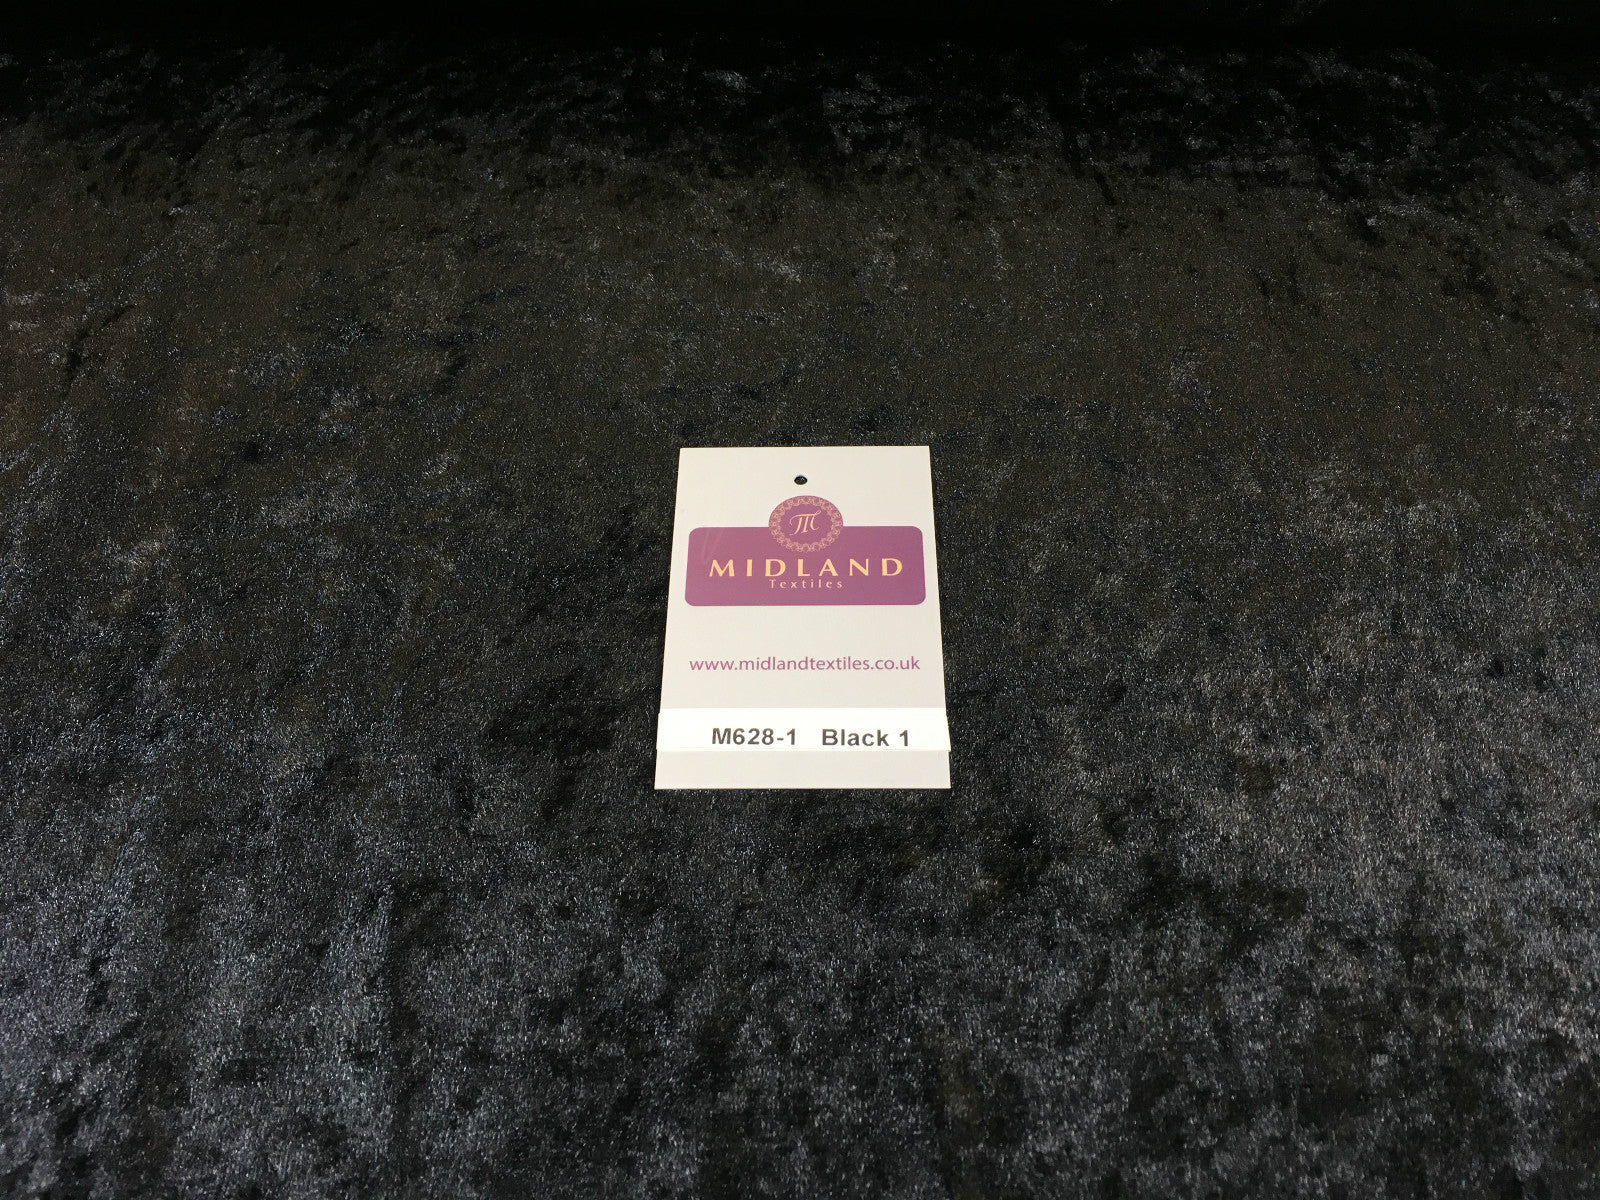 M
MIDLAND
Textiles
www.midlandtextiles.co.uk
M628-1 Black 1